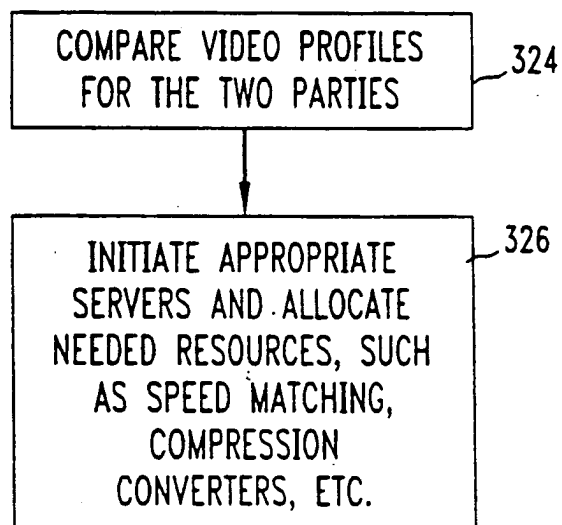 COMPARE VIDEO PROFILES
FOR THE TWO PARTIES
324
INITIATE APPROPRIATE
SERVERS AND ALLOCATE
NEEDED RESOURCES, SUCH
AS SPEED MATCHING,
COMPRESSION
CONVERTERS, ETC.
326